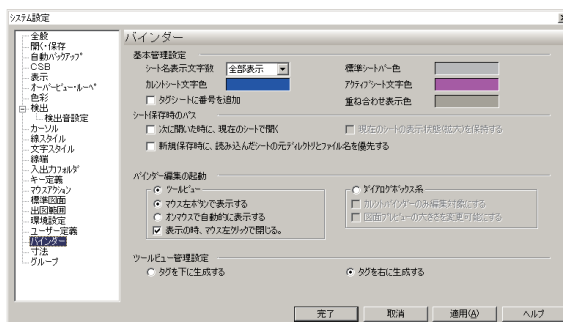 システム設定
全般
開く・保存
自動バックアップ
CSB
表示
オーバービュー・ルーペ
色彩
検出
検出音設定
カーソル
線スタイル
文字スタイル
線端
入出力フォルダ
キー定義
マウスアクション
標準図面
出図範囲
環境設定
ユーザー定義
バインダー
寸法
グループ
バインダー
基本管理設定
シート名表示文字数 全部表示 標準シートバー色
カレントシート文字色 アクティブシート文字色
タグシートに番号を追加 重ね合わせ表示色
シート保存時のパス
次に開いた時に、現在のシートで開く 現在のシートの表示状態(拡大)を保持する
新規保存時に、読み込んだシートの元ディレクトリとファイル名を優先する
バインダー編集の起動
ツールビュー ダイアログボックス系
マウス左ボタンで表示する カレントバインダーのみ編集対象にする
オンマウスで自動的に表示する 図面プレビューの大きさを変更可能にする
表示の時、マウス左クリックで閉じる。
ツールビュー管理設定
タグを下に生成する タグを右に生成する
完了 取消 適用(A) ヘルプ